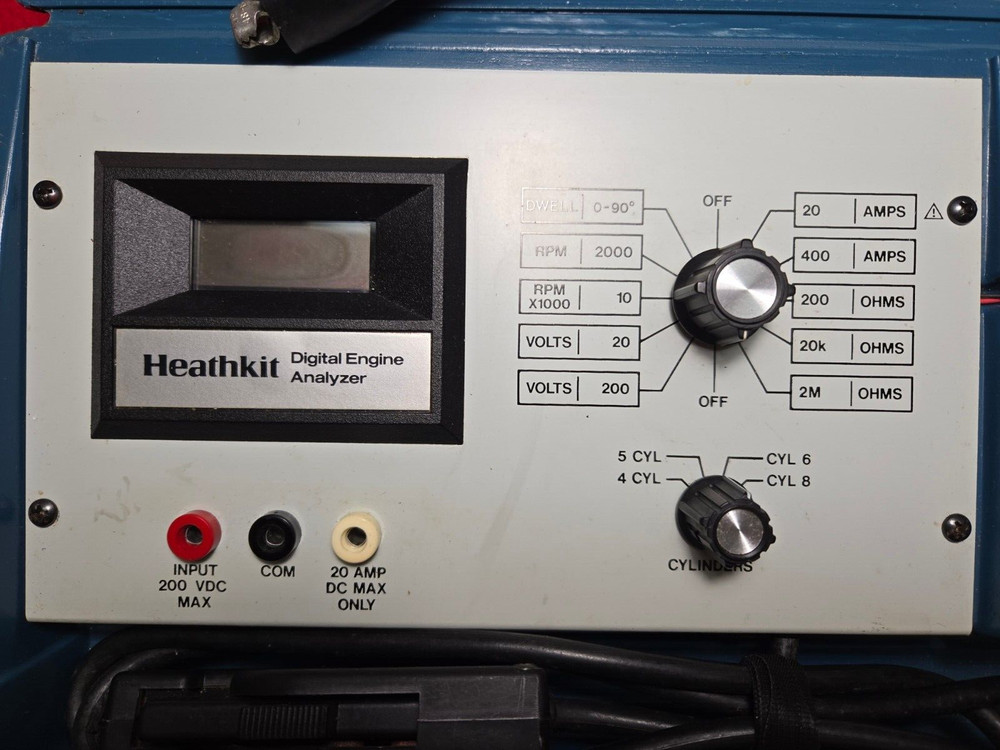 Heathkit Digital Engine
Analyzer
INPUT
200 VDC
MAX
COM
20 AMP
DC MAX
ONLY
OFF
DWELL 0-90°
RPM 2000
RPM
X1000 10
VOLTS 20
VOLTS 200
20 AMPS ⚠
400 AMPS
200 OHMS
20k OHMS
2M OHMS
OFF
5 CYL
4 CYL
CYL 6
CYL 8
CYLINDERS